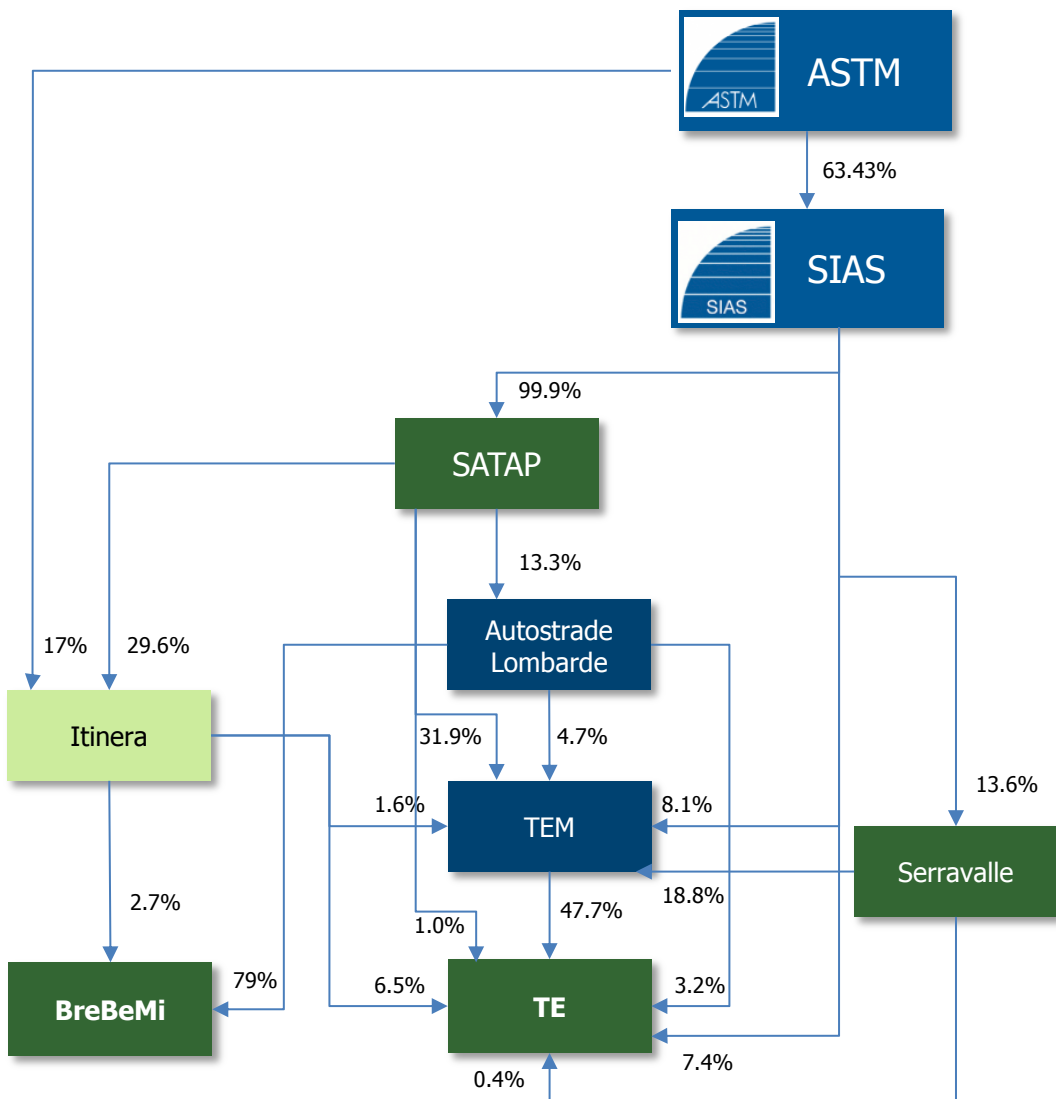 ASTM
ASTM
63.43%
SIAS
SIAS
99.9%
SATAP
13.3%
17%
29.6%
Autostrade
Lombarde
Itinera
31.9%
4.7%
13.6%
1.6%
8.1%
TEM
Serravalle
2.7%
18.8%
47.7%
1.0%
79%
6.5%
3.2%
BreBeMi
TE
7.4%
0.4%